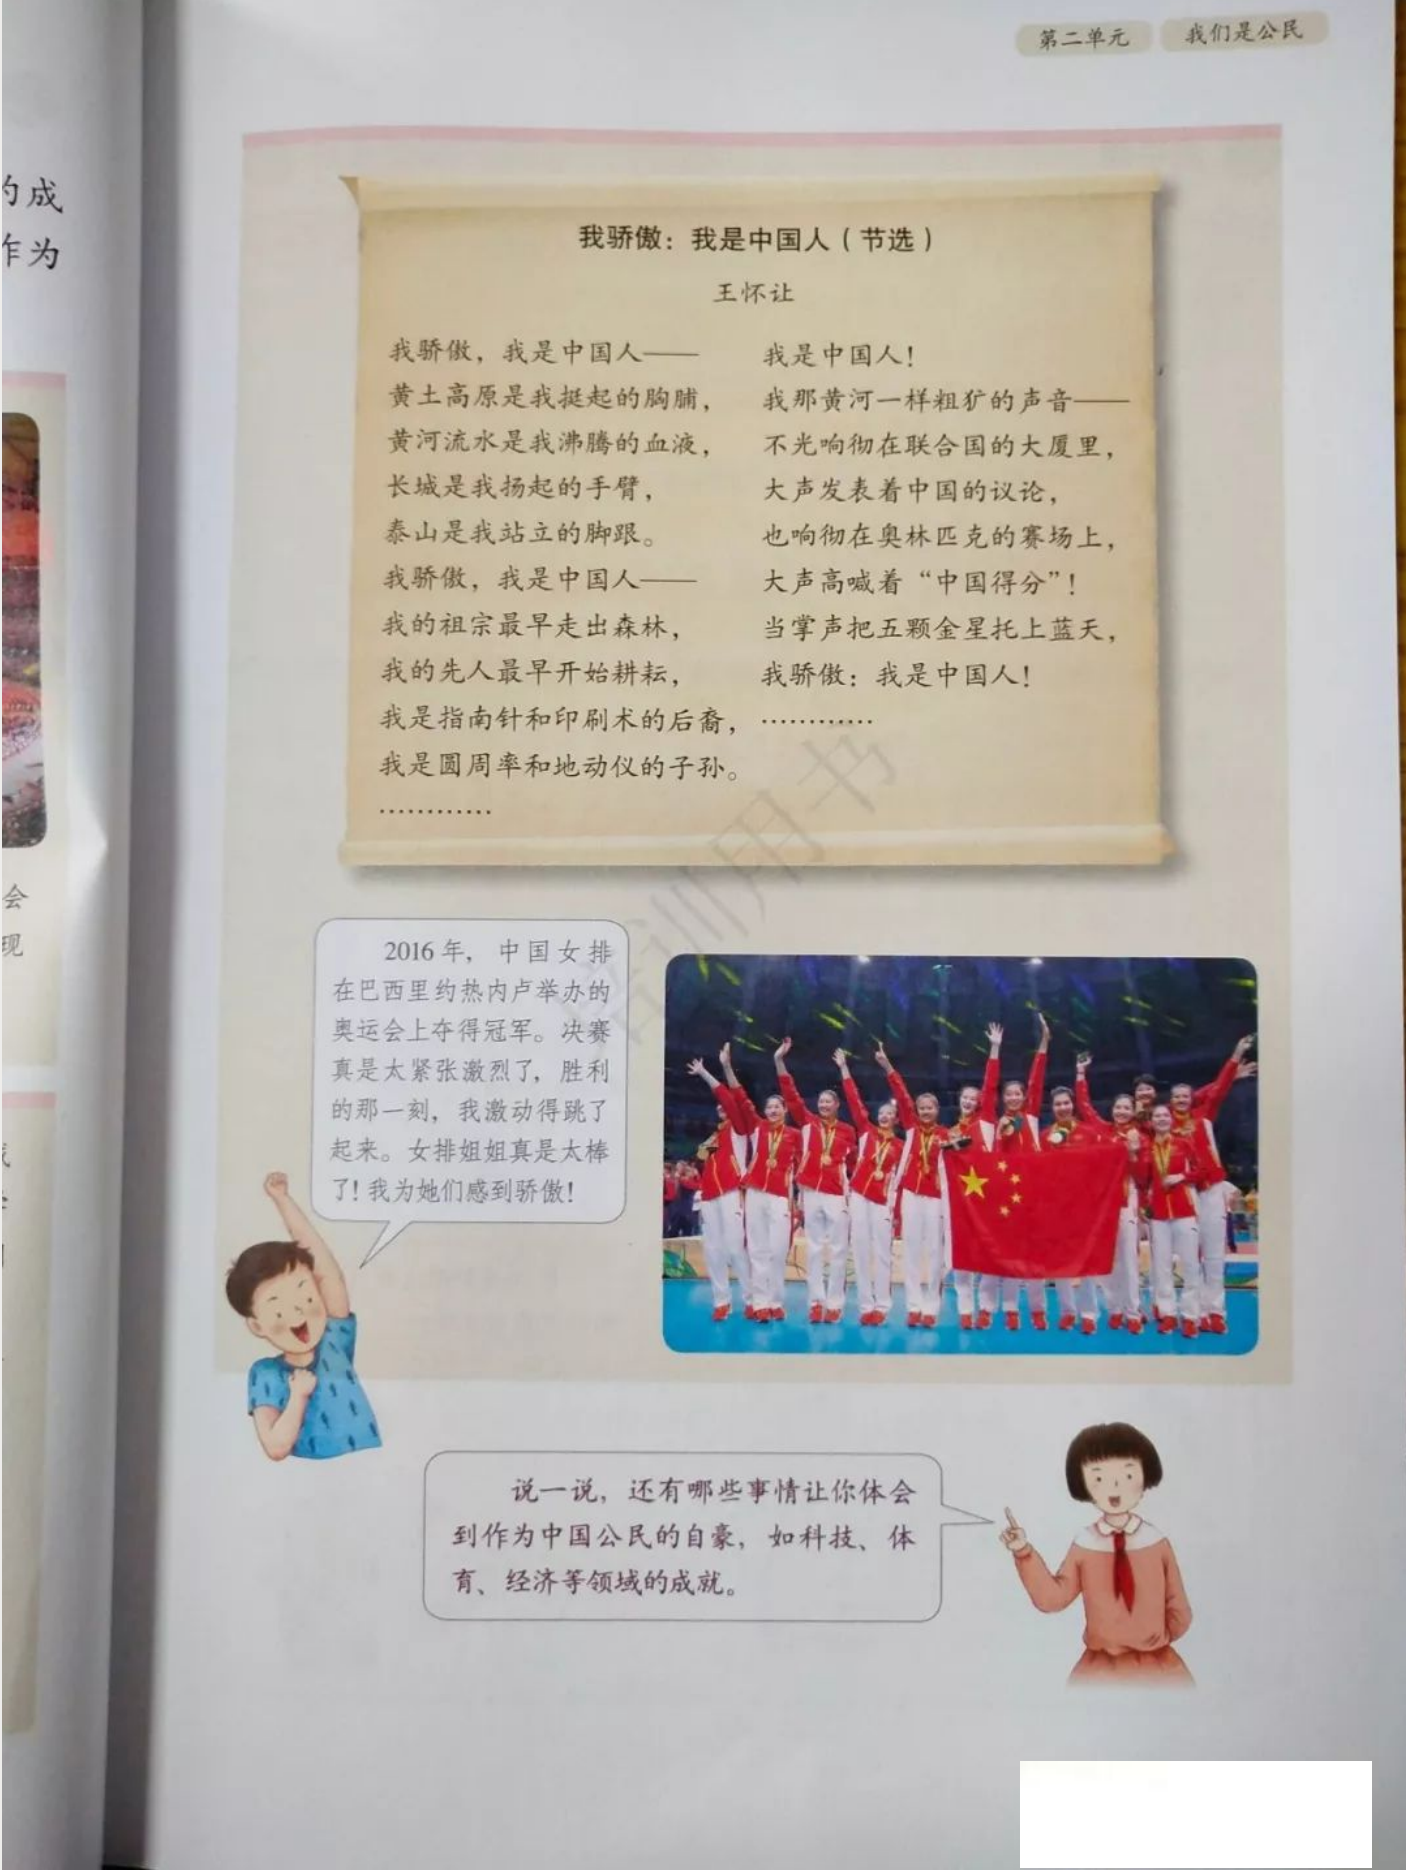 第二单元 我们是公民
的成
作为
会
现
我骄傲：我是中国人（节选）
王怀让
我骄傲，我是中国人——
黄土高原是我挺起的胸脯，
黄河流水是我沸腾的血液，
长城是我扬起的手臂，
泰山是我站立的脚跟。
我骄傲，我是中国人——
我的祖宗最早走出森林，
我的先人最早开始耕耘，
我是指南针和印刷术的后裔，
我是圆周率和地动仪的子孙。
…………
我是中国人！
我那黄河一样粗犷的声音——
不光响彻在联合国的大厦里，
大声发表着中国的议论，
也响彻在奥林匹克的赛场上，
大声高喊着“中国得分”！
当掌声把五颗金星托上蓝天，
我骄傲：我是中国人！
…………
培训用书
2016年，中国女排
在巴西里约热内卢举办的
奥运会上夺得冠军。决赛
真是太紧张激烈了，胜利
的那一刻，我激动得跳了
起来。女排姐姐真是太棒
了！我为她们感到骄傲！
说一说，还有哪些事情让你体会
到作为中国公民的自豪，如科技、体
育、经济等领域的成就。